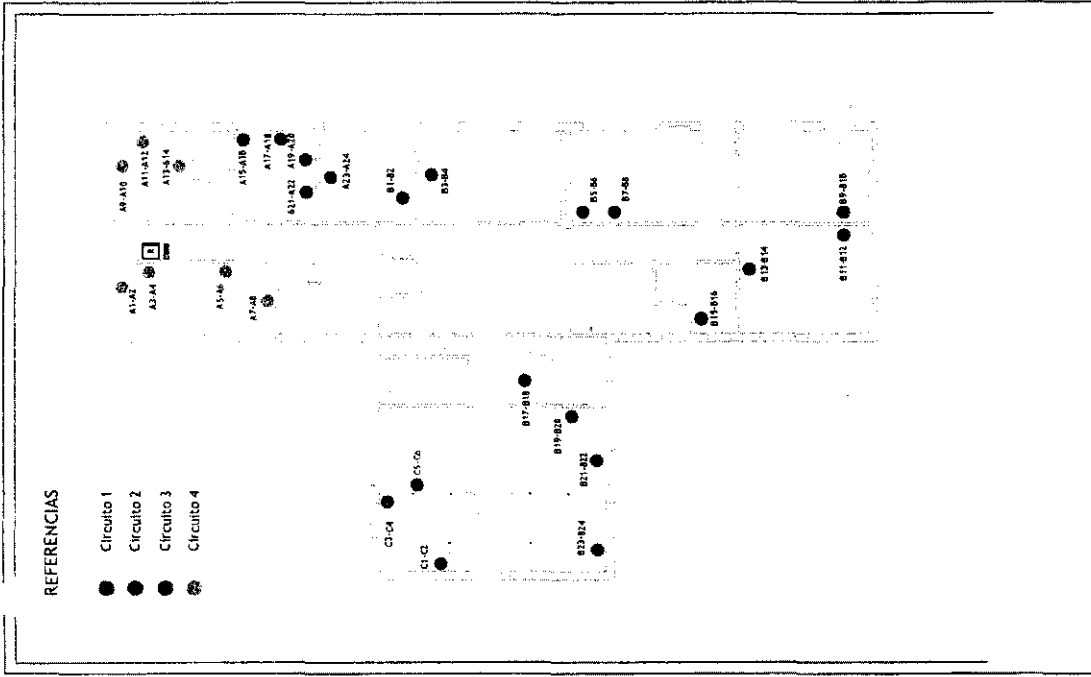 REFERENCIAS
Circuito 1
Circuito 2
Circuito 3
Circuito 4
A1-A2
A3-A4
A5-A6
A7-A8
R
A9-A10
A11-A12
A13-614
A15-A16
A17-A18
A19-A20
621-A22
A23-A24
B1-B2
B3-B4
B5-B6
B7-B8
B9-B10
B11-B12
B13-B14
B15-B16
B17-B18
B19-B20
B21-B22
B23-B24
C1-C2
C3-C4
C5-C6